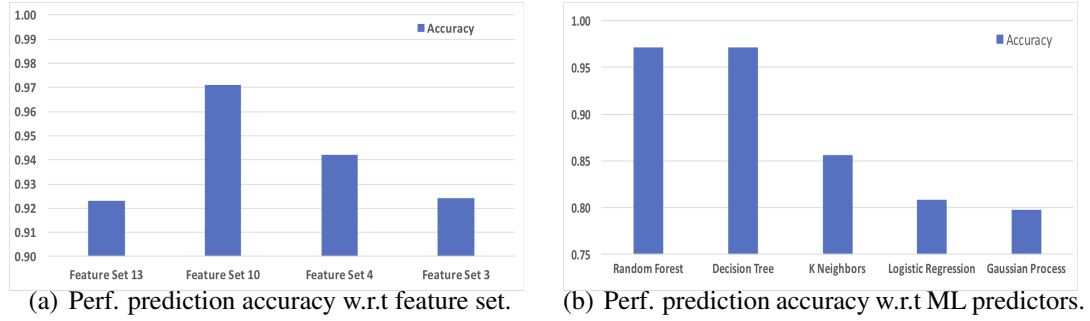 1.00
0.99
0.98
0.97
0.96
0.95
0.94
0.93
0.92
0.91
0.90
Accuracy
Feature Set 13 Feature Set 10 Feature Set 4 Feature Set 3
(a) Perf. prediction accuracy w.r.t feature set.
1.00
0.95
0.90
0.85
0.80
0.75
Accuracy
Random Forest Decision Tree K Neighbors Logistic Regression Gaussian Process
(b) Perf. prediction accuracy w.r.t ML predictors.